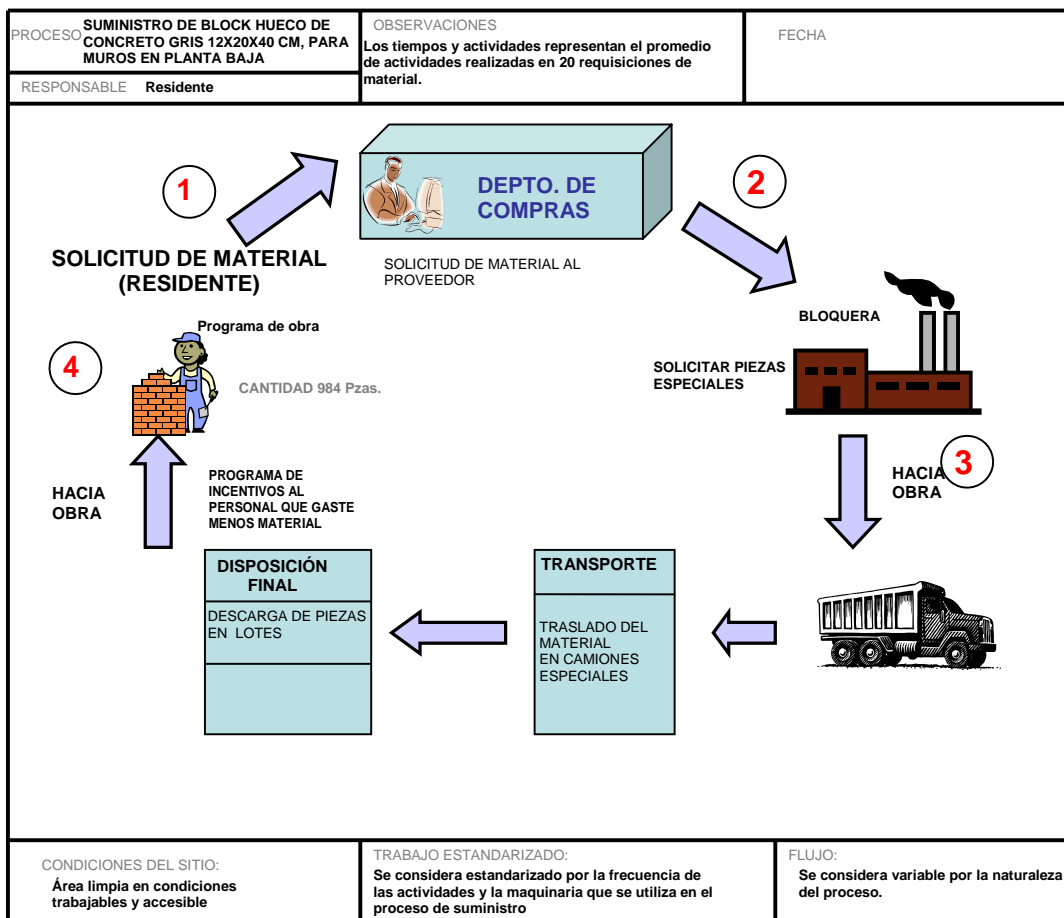 PROCESO
SUMINISTRO DE BLOCK HUECO DE
CONCRETO GRIS 12X20X40 CM, PARA
MUROS EN PLANTA BAJA
RESPONSABLE Residente
OBSERVACIONES
Los tiempos y actividades representan el promedio
de actividades realizadas en 20 requisiciones de
material.
FECHA
1
DEPTO. DE
COMPRAS
2
SOLICITUD DE MATERIAL
(RESIDENTE)
SOLICITUD DE MATERIAL AL
PROVEEDOR
BLOQUERA
SOLICITAR PIEZAS
ESPECIALES
Programa de obra
4
CANTIDAD 984 Pzas.
HACIA
OBRA
3
HACIA
OBRA
PROGRAMA DE
INCENTIVOS AL
PERSONAL QUE GASTE
MENOS MATERIAL
DISPOSICIÓN
FINAL
DESCARGA DE PIEZAS
EN LOTES
TRANSPORTE
TRASLADO DEL
MATERIAL
EN CAMIONES
ESPECIALES
CONDICIONES DEL SITIO:
Área limpia en condiciones
trabajables y accesible
TRABAJO ESTANDARIZADO:
Se considera estandarizado por la frecuencia de
las actividades y la maquinaria que se utiliza en el
proceso de suministro
FLUJO:
Se considera variable por la naturaleza
del proceso.